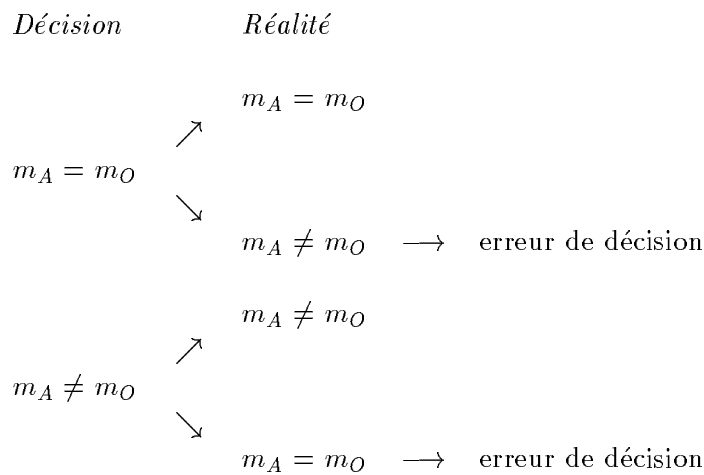 Décision Réalité
m_A = m_O
↗
m_A = m_O
↘
m_A ≠ m_O ⟶ erreur de décision
m_A ≠ m_O
↗
m_A ≠ m_O
↘
m_A = m_O ⟶ erreur de décision